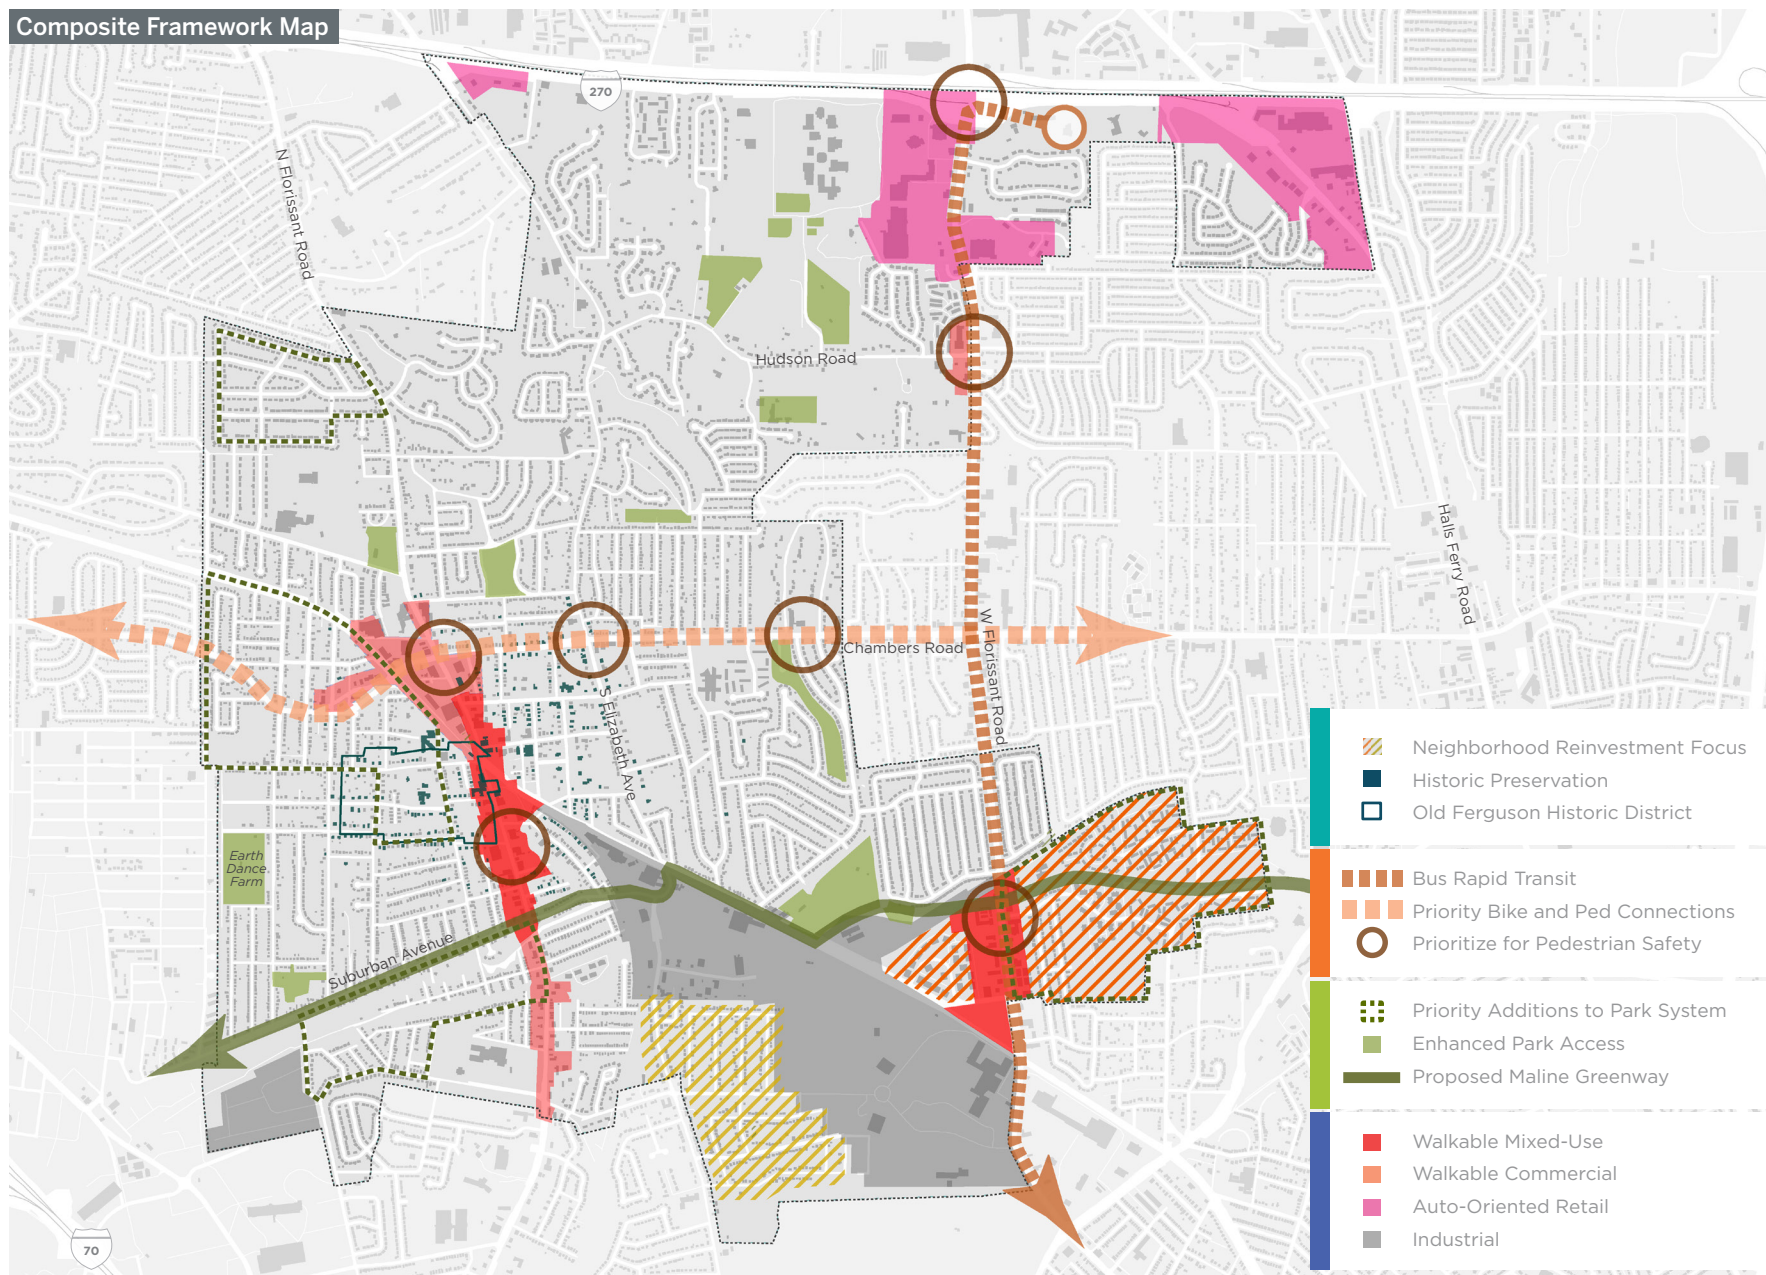 Composite Framework Map
270
N Florissant Road
Hudson Road
Halls Ferry Road
W Florissant Road
Chambers Road
S Elizabeth Ave
Earth
Dance
Farm
Suburban Avenue
70
Neighborhood Reinvestment Focus
Historic Preservation
Old Ferguson Historic District
Bus Rapid Transit
Priority Bike and Ped Connections
Prioritize for Pedestrian Safety
Priority Additions to Park System
Enhanced Park Access
Proposed Maline Greenway
Walkable Mixed-Use
Walkable Commercial
Auto-Oriented Retail
Industrial